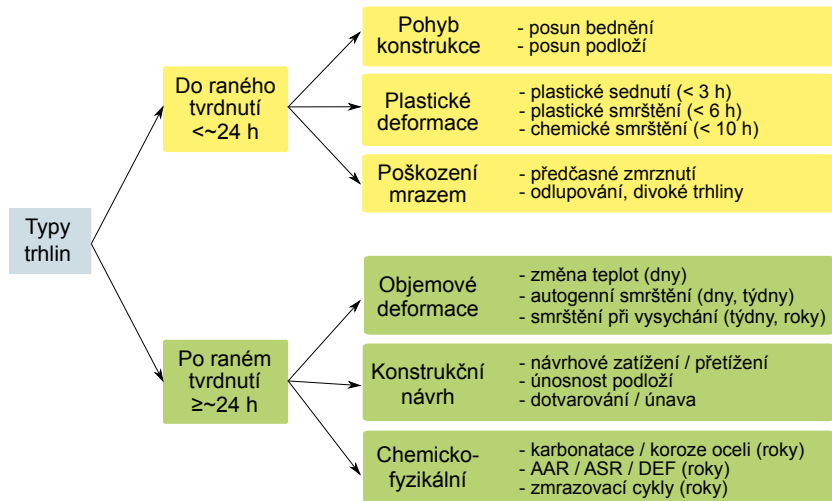 Typy
trhlin
Do raného
tvrdnutí
<~24 h
Pohyb
konstrukce
- posun bednění
- posun podloží
Plastické
deformace
- plastické sednutí (< 3 h)
- plastické smrštění (< 6 h)
- chemické smrštění (< 10 h)
Poškození
mrazem
- předčasné zmrznutí
- odlupování, divoké trhliny
Po raném
tvrdnutí
≥~24 h
Objemové
deformace
- změna teplot (dny)
- autogenní smrštění (dny, týdny)
- smrštění při vysychání (týdny, roky)
Konstrukční
návrh
- návrhové zatížení / přetížení
- únosnost podloží
- dotvarování / únava
Chemicko-
fyzikální
- karbonatace / koroze oceli (roky)
- AAR / ASR / DEF (roky)
- zmrazovací cykly (roky)